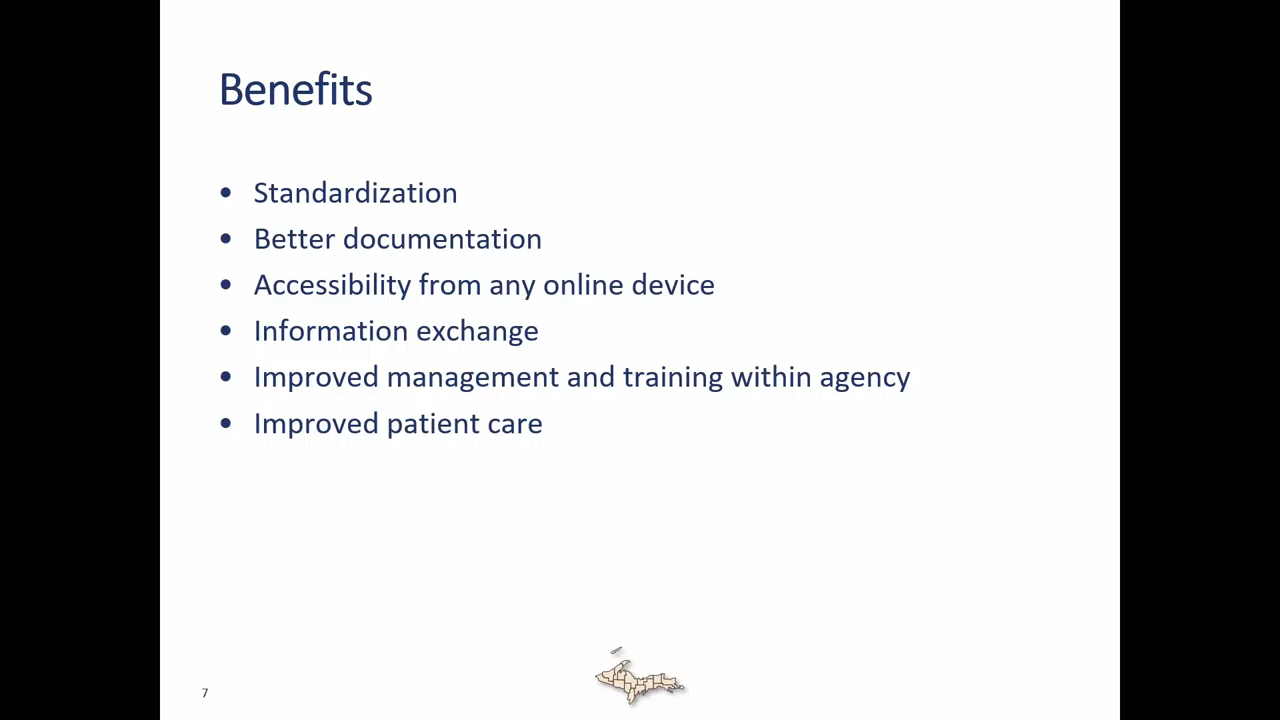 Benefits
• Standardization
• Better documentation
• Accessibility from any online device
• Information exchange
• Improved management and training within agency
• Improved patient care
7